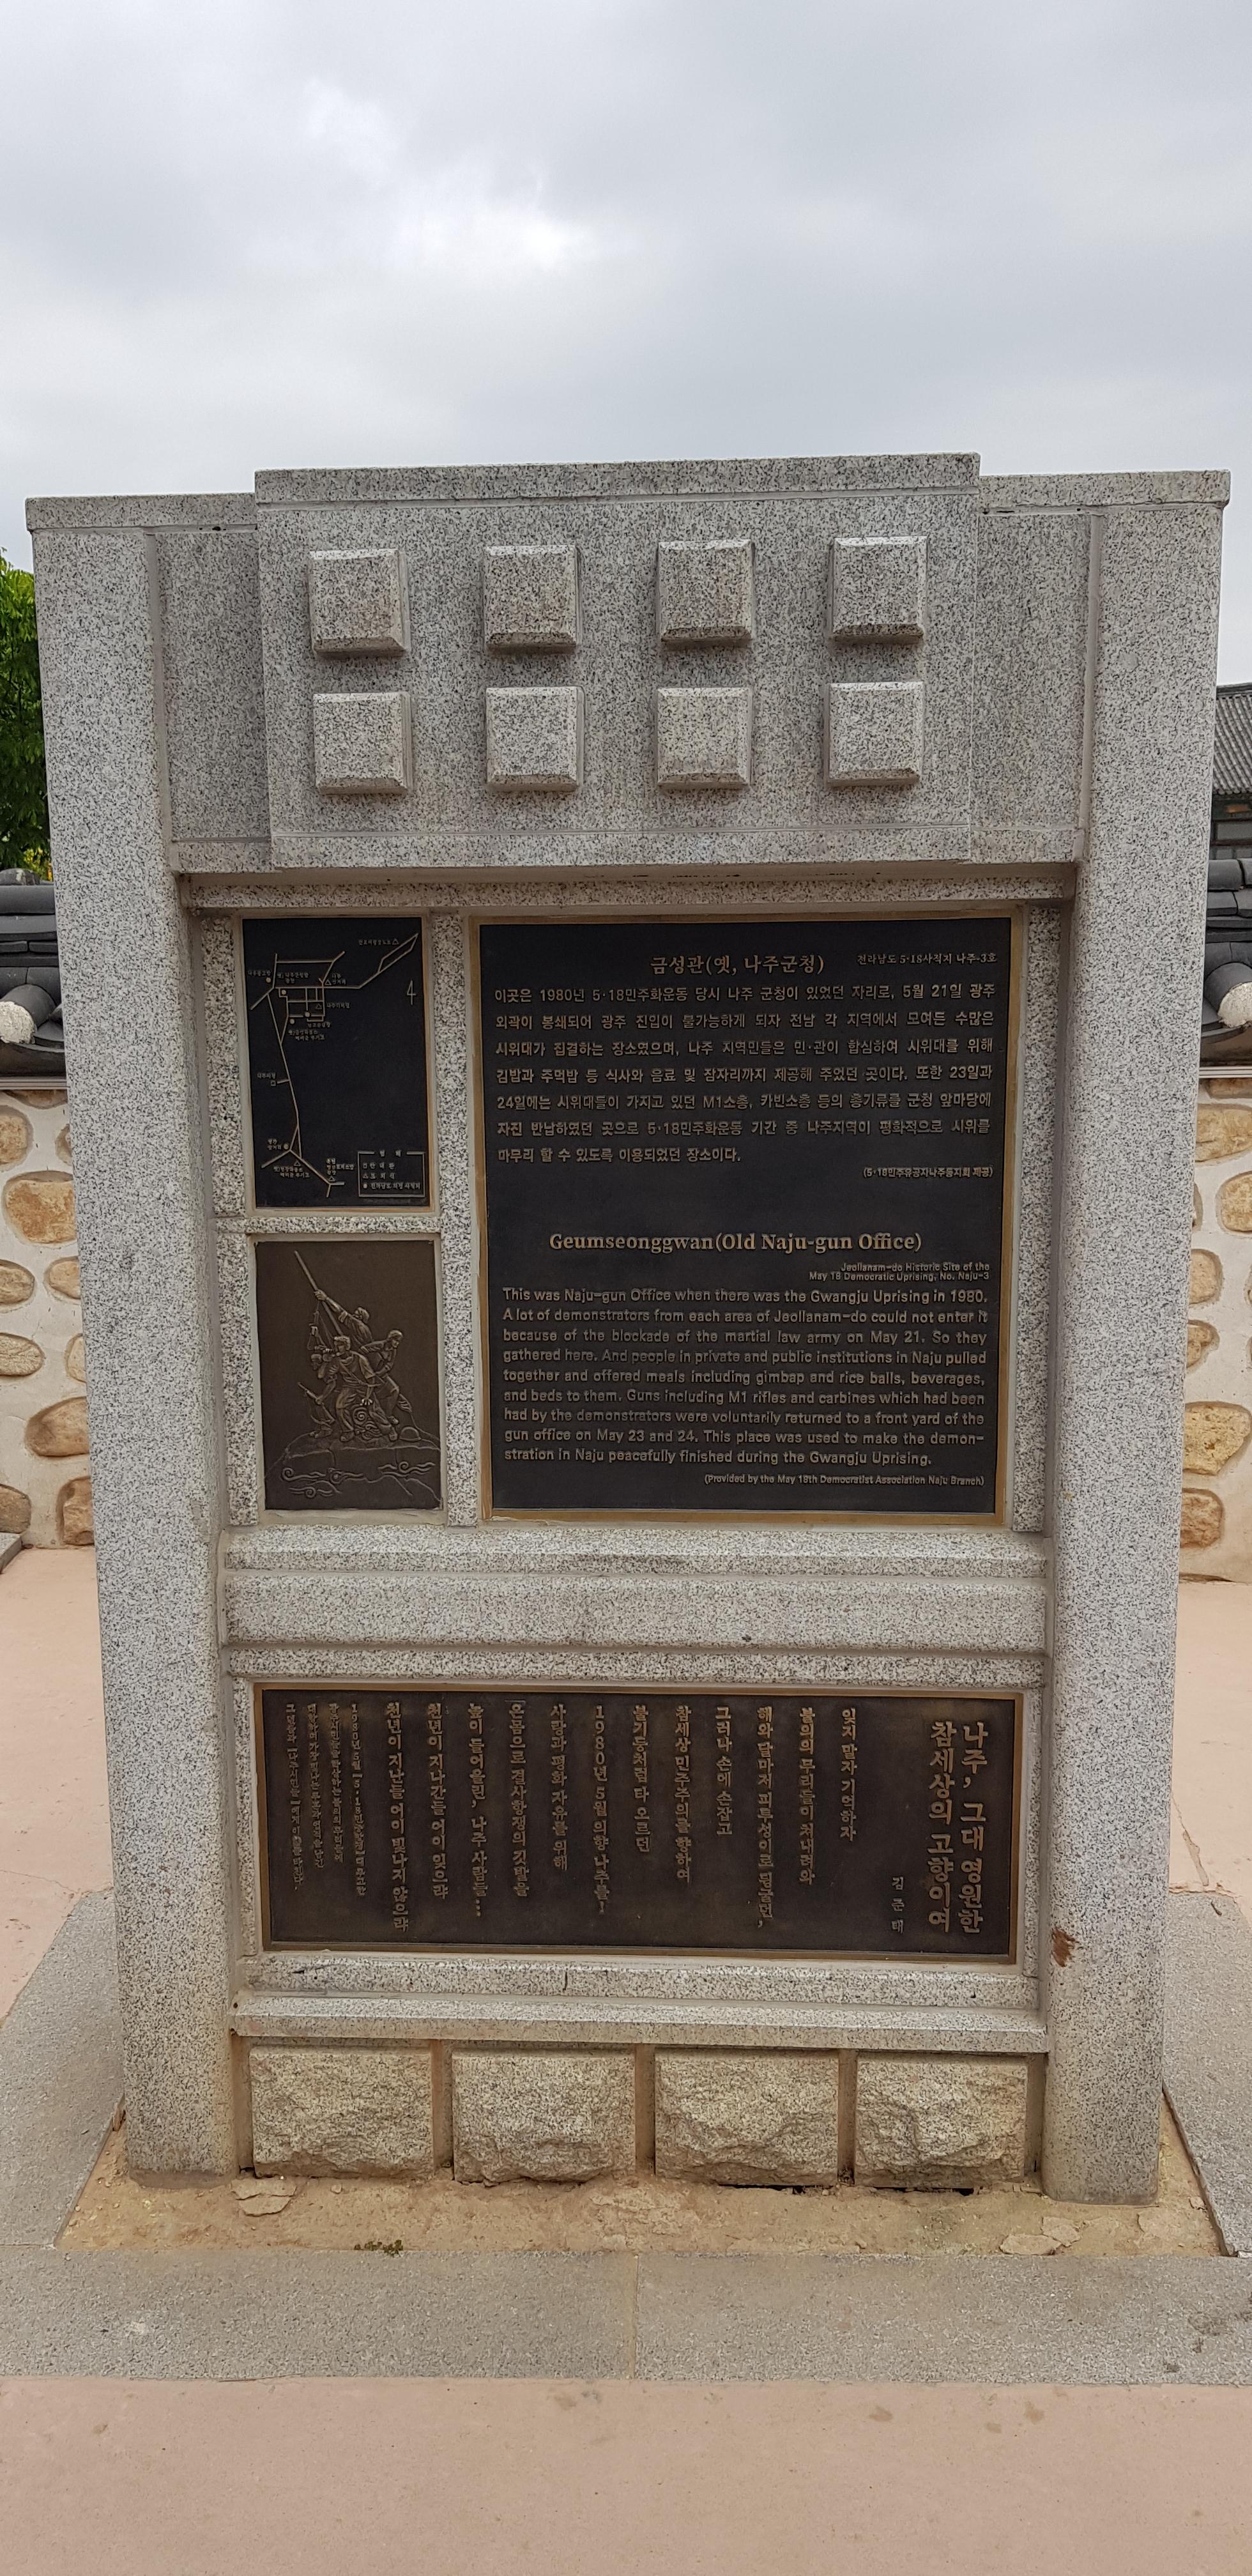 금성관(옛, 나주군청)
전라남도 5·18사적지 나주-3호
이곳은 1980년 5·18민주화운동 당시 나주 군청이 있었던 자리로, 5월 21일 광주
외곽이 봉쇄되어 광주 진입이 불가능하게 되자 전남 각 지역에서 모여든 수많은
시위대가 집결하는 장소였으며, 나주 지역민들은 민·관이 합심하여 시위대를 위해
김밥과 주먹밥 등 식사와 음료 및 잠자리까지 제공해 주었던 곳이다. 또한 23일과
24일에는 시위대들이 가지고 있던 M1소총, 카빈소총 등의 총기류를 군청 앞마당에
자진 반납하였던 곳으로 5·18민주화운동 기간 중 나주지역이 평화적으로 시위를
마무리 할 수 있도록 이용되었던 장소이다.
(5·18민주유공자나주동지회 제공)
Geumseonggwan(Old Naju-gun Office)
Jeollanam-do Historic Site of the
May 18 Democratic Uprising, No. Naju-3
This was Naju-gun Office when there was the Gwangju Uprising in 1980.
A lot of demonstrators from each area of Jeollanam-do could not enter it
because of the blockade of the martial law army on May 21. So they
gathered here. And people in private and public institutions in Naju pulled
together and offered meals including gimbap and rice balls, beverages,
and beds to them. Guns including M1 rifles and carbines which had been
had by the demonstrators were voluntarily returned to a front yard of the
gun office on May 23 and 24. This place was used to make the demon-
stration in Naju peacefully finished during the Gwangju Uprising.
(Provided by the May 18th Democratist Association Naju Branch)
나주, 그대 영원한
참세상의 고향이여
김준태
잊지 말자 기억하자
불의의 무리들이 쳐내려와
해와 달마저 피투성이로 뒹굴던,
그러나 손에 손잡고
참세상 민주주의를 향하여
불기둥처럼 타오르던
1980년 5월 의향 나주를!
사랑과 평화 자유를 위해
온몸으로 결사항쟁의 깃발을
높이 들어올린, 나주사람들…
천년이 지나간들 어이 잊으랴
천년이 지난들 어이 빛나지 않으랴